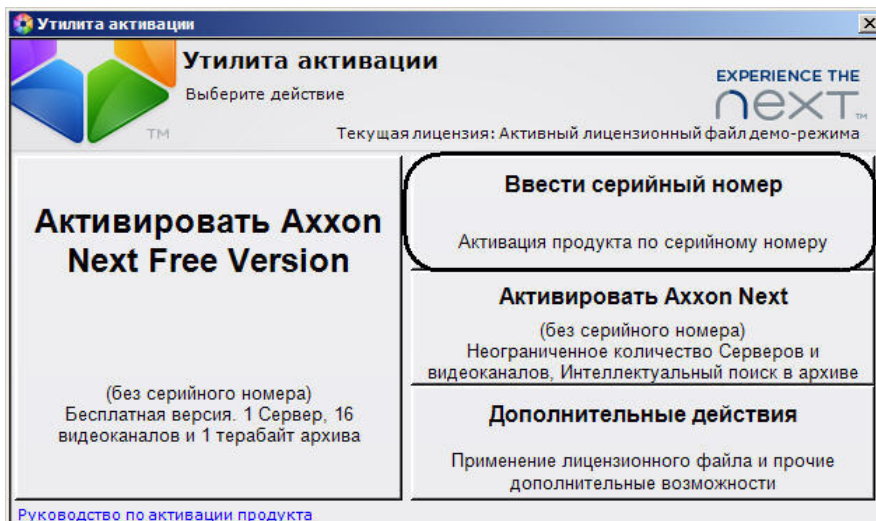 Утилита активации
Утилита активации
Выберите действие
EXPERIENCE THE
next™
TM
Текущая лицензия: Активный лицензионный файл демо-режима
Активировать Axxon
Next Free Version
(без серийного номера)
Бесплатная версия. 1 Сервер, 16
видеоканалов и 1 терабайт архива
Ввести серийный номер
Активация продукта по серийному номеру
Активировать Axxon Next
(без серийного номера)
Неограниченное количество Серверов и
видеоканалов, Интеллектуальный поиск в архиве
Дополнительные действия
Применение лицензионного файла и прочие
дополнительные возможности
Руководство по активации продукта